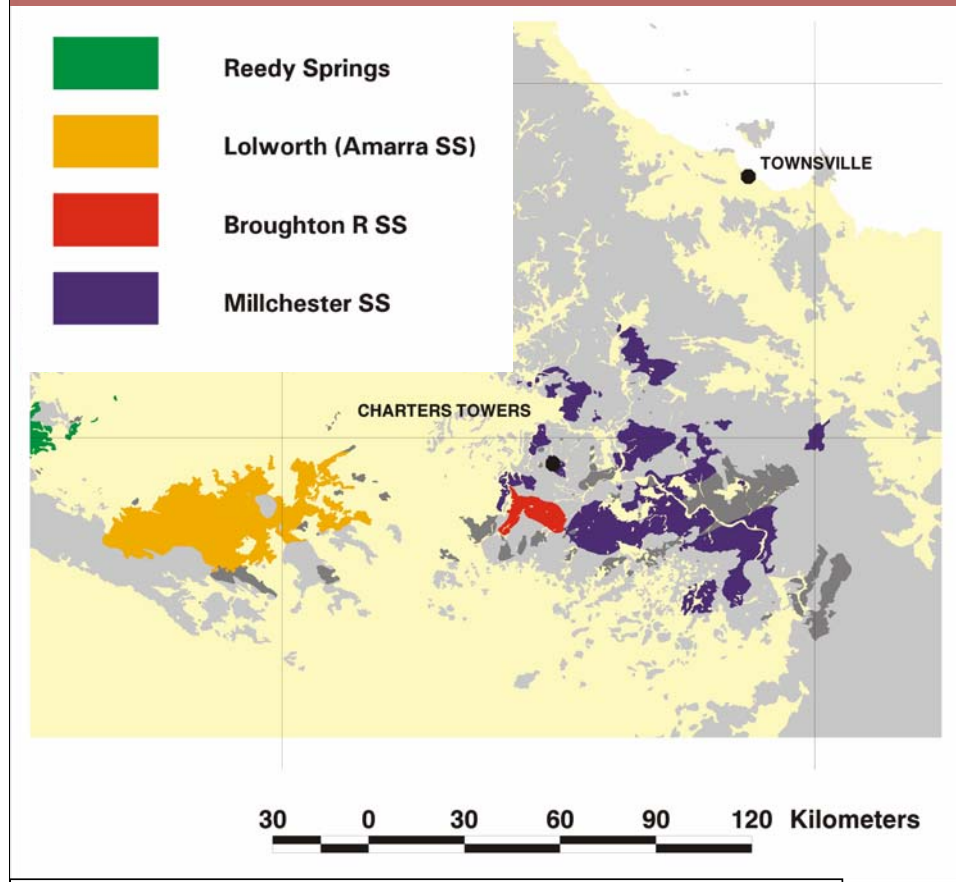 Reedy Springs
Lolworth (Amarra SS)
Broughton R SS
Millchester SS
TOWNSVILLE
CHARTERS TOWERS
30 0 30 60 90 120 Kilometers